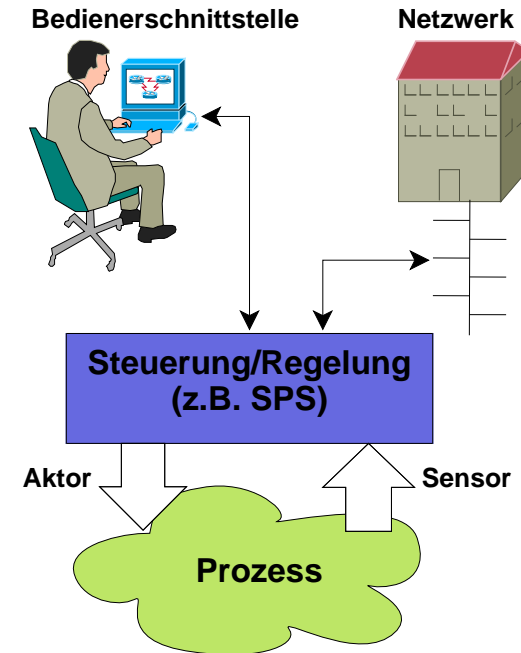 Bedienerschnittstelle
Netzwerk
Steuerung/Regelung
(z.B. SPS)
Aktor
Sensor
Prozess